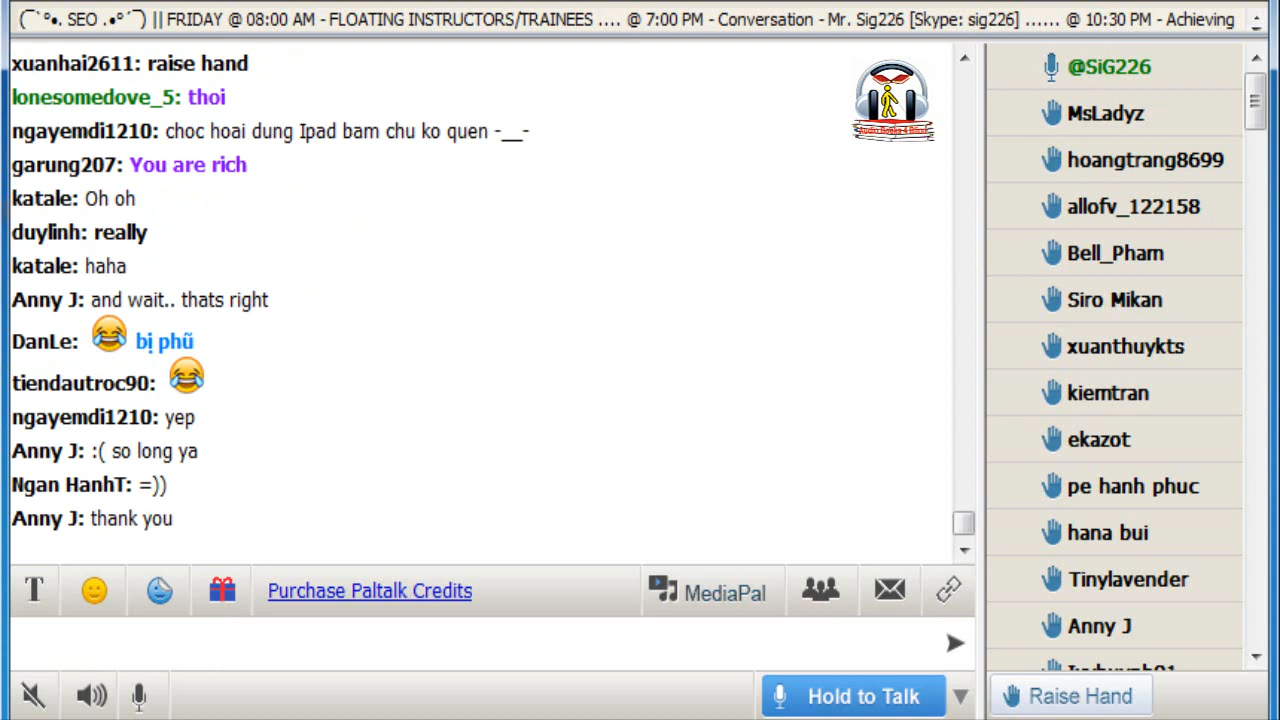 (¯`°•. SEO .•°´¯) || FRIDAY @ 08:00 AM - FLOATING INSTRUCTORS/TRAINEES .... @ 7:00 PM - Conversation - Mr. Sig226 [Skype: sig226] ...... @ 10:30 PM - Achieving
xuanhai2611: raise hand
lonesomedove_5: thoi
ngayemdi1210: choc hoai dung Ipad bam chu ko quen -__-
garung207: You are rich
katale: Oh oh
duylinh: really
katale: haha
Anny J: and wait.. thats right
DanLe: 😂 bị phũ
tiendautroc90: 😂
ngayemdi1210: yep
Anny J: :( so long ya
Ngan HanhT: =))
Anny J: thank you
Audio Books 4 Blind
@SiG226
MsLadyz
hoangtrang8699
allofv_122158
Bell_Pham
Siro Mikan
xuanthuykts
kiemtran
ekazot
pe hanh phuc
hana bui
Tinylavender
Anny J
T
Purchase Paltalk Credits
MediaPal
Hold to Talk
Raise Hand